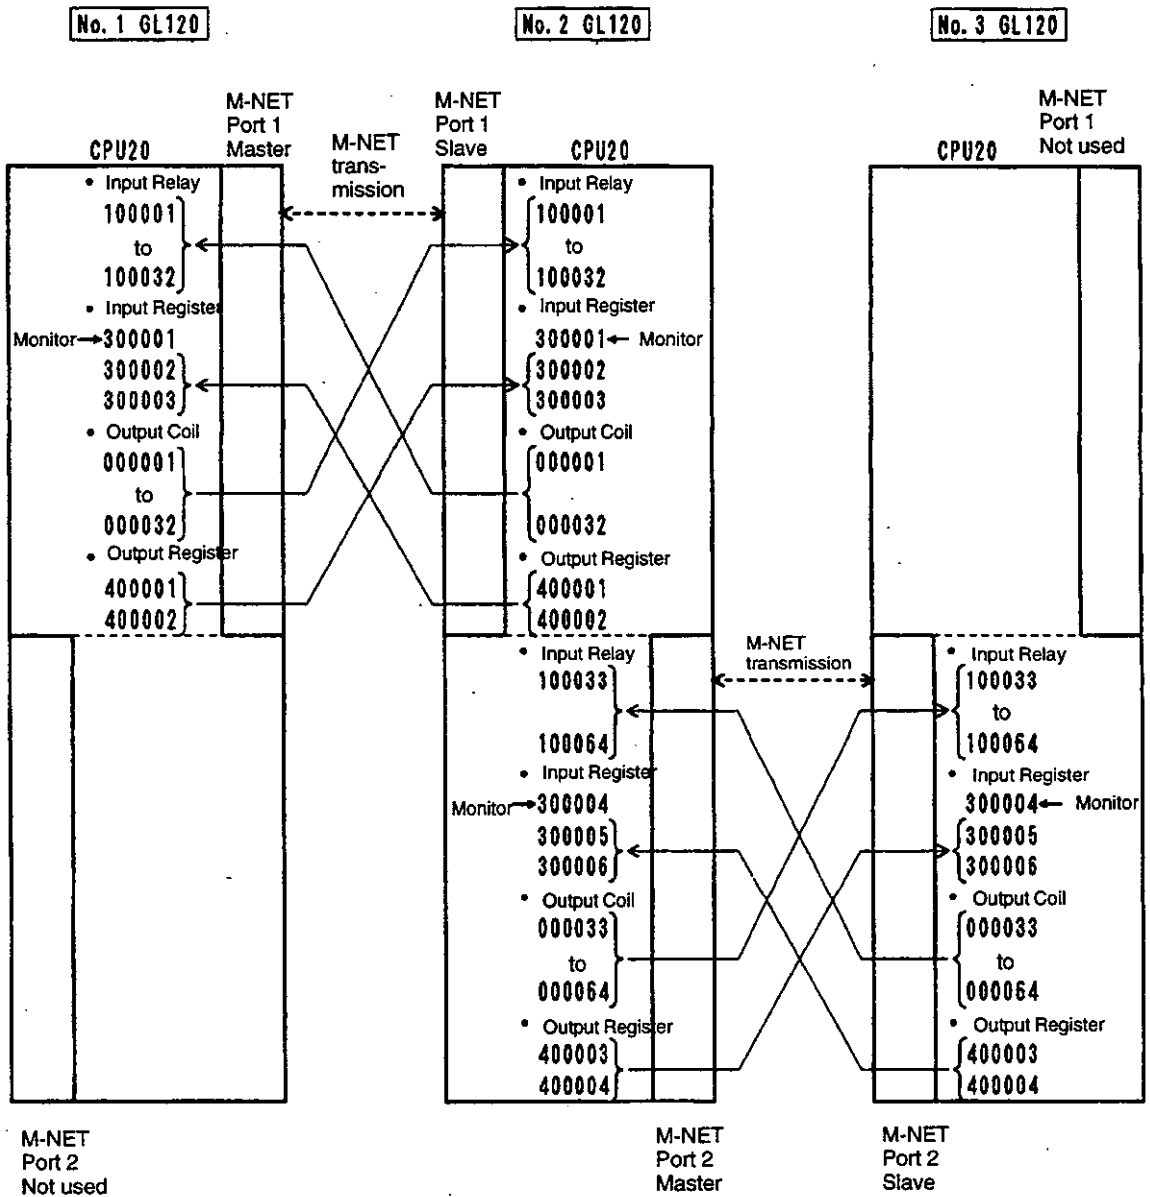 No. 1 GL120
No. 2 GL120
No. 3 GL120
M-NET
Port 1
Master
M-NET
trans-
mission
M-NET
Port 1
Slave
M-NET
Port 1
Not used
CPU20
CPU20
CPU20
• Input Relay
100001
to
100032
• Input Register
Monitor
300001
300002
300003
• Output Coil
000001
to
000032
• Output Register
400001
400002
• Input Relay
100001
to
100032
• Input Register
300001
Monitor
300002
300003
• Output Coil
000001
000032
• Output Register
400001
400002
• Input Relay
100033
100064
• Input Register
Monitor
300004
300005
300006
• Output Coil
000033
to
000064
• Output Register
400003
400004
M-NET
transmission
• Input Relay
100033
to
100064
• Input Register
300004
Monitor
300005
300006
• Output Coil
000033
to
000064
• Output Register
400003
400004
M-NET
Port 2
Not used
M-NET
Port 2
Master
M-NET
Port 2
Slave